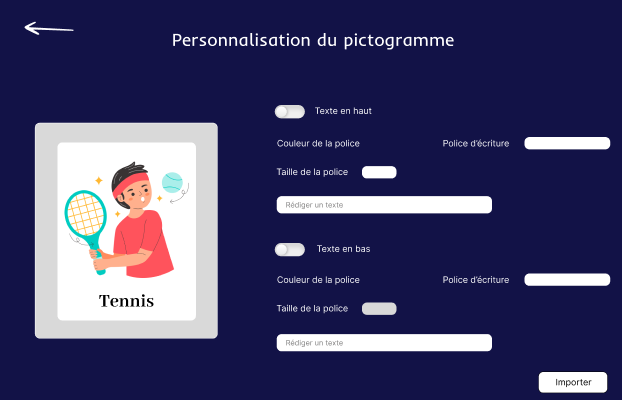 Personnalisation du pictogramme
Texte en haut
Couleur de la police Police d'écriture
Taille de la police
Rédiger un texte
Tennis
Texte en bas
Couleur de la police Police d'écriture
Taille de la police
Rédiger un texte
Importer